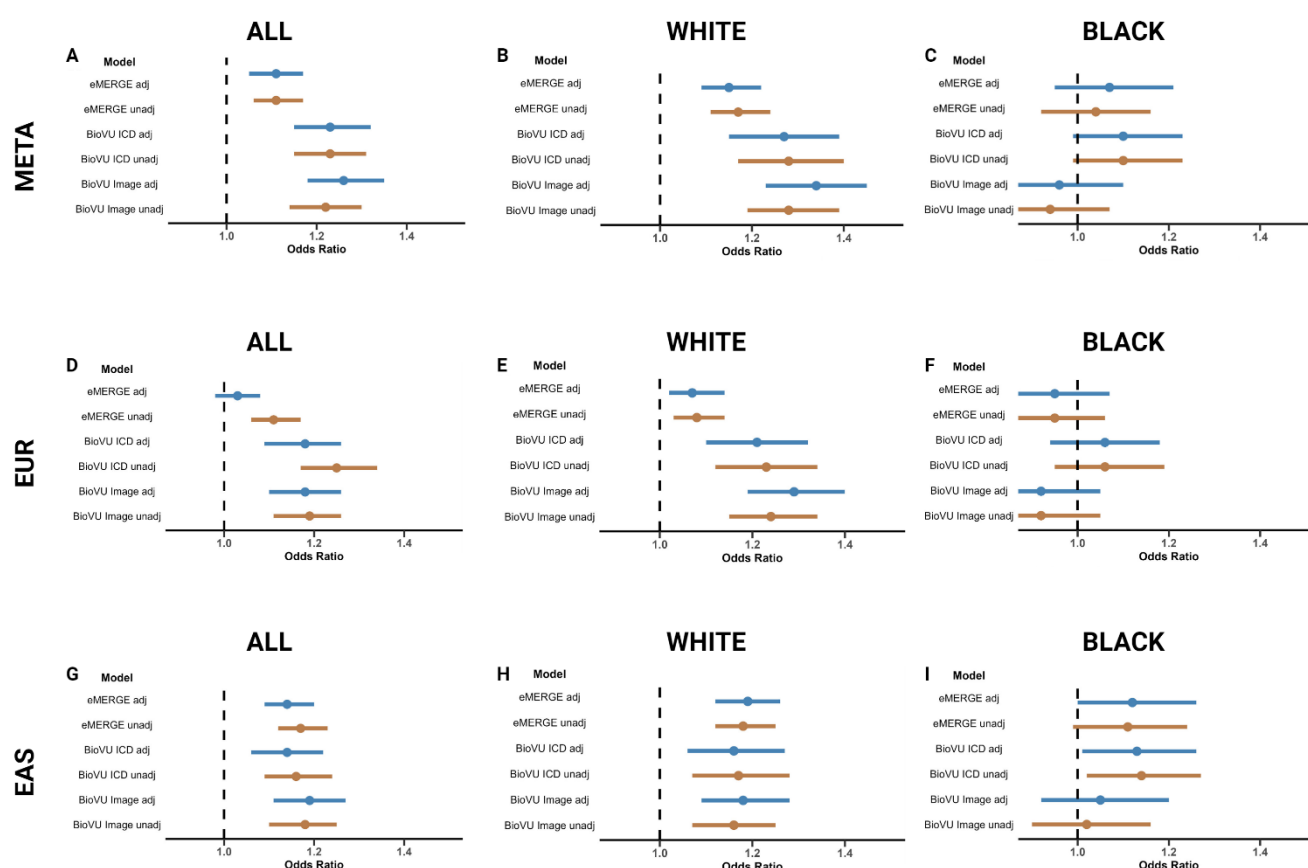 ALL
WHITE
BLACK
META
A
Model
eMERGE adj
eMERGE unadj
BioVU ICD adj
BioVU ICD unadj
BioVU Image adj
BioVU Image unadj
1.0
1.2
1.4
Odds Ratio
B
Model
eMERGE adj
eMERGE unadj
BioVU ICD adj
BioVU ICD unadj
BioVU Image adj
BioVU Image unadj
1.0
1.2
1.4
Odds Ratio
C
Model
eMERGE adj
eMERGE unadj
BioVU ICD adj
BioVU ICD unadj
BioVU Image adj
BioVU Image unadj
1.0
1.2
1.4
Odds Ratio
ALL
WHITE
BLACK
EUR
D
Model
eMERGE adj
eMERGE unadj
BioVU ICD adj
BioVU ICD unadj
BioVU Image adj
BioVU Image unadj
1.0
1.2
1.4
Odds Ratio
E
Model
eMERGE adj
eMERGE unadj
BioVU ICD adj
BioVU ICD unadj
BioVU Image adj
BioVU Image unadj
1.0
1.2
1.4
Odds Ratio
F
Model
eMERGE adj
eMERGE unadj
BioVU ICD adj
BioVU ICD unadj
BioVU Image adj
BioVU Image unadj
1.0
1.2
1.4
Odds Ratio
ALL
WHITE
BLACK
EAS
G
Model
eMERGE adj
eMERGE unadj
BioVU ICD adj
BioVU ICD unadj
BioVU Image adj
BioVU Image unadj
1.0
1.2
1.4
Odds Ratio
H
Model
eMERGE adj
eMERGE unadj
BioVU ICD adj
BioVU ICD unadj
BioVU Image adj
BioVU Image unadj
1.0
1.2
1.4
Odds Ratio
I
Model
eMERGE adj
eMERGE unadj
BioVU ICD adj
BioVU ICD unadj
BioVU Image adj
BioVU Image unadj
1.0
1.2
1.4
Odds Ratio